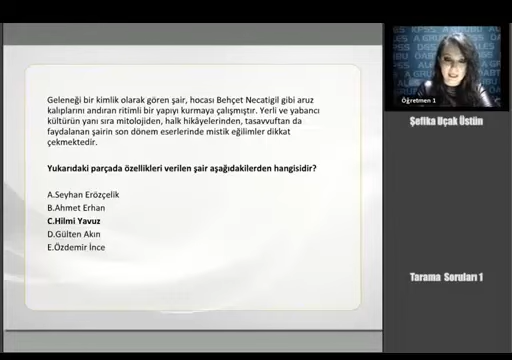 Geleneği bir kimlik olarak gören şair, hocası Behçet Necatigil gibi aruz
kalıplarını andıran ritimli bir yapıyı kurmaya çalışmıştır. Yerli ve yabancı
kültürün yanı sıra mitolojiden, halk hikâyelerinden, tasavvuftan da
faydalanan şairin son dönem eserlerinde mistik eğilimler dikkat
çekmektedir.
Yukarıdaki parçada özellikleri verilen şair aşağıdakilerden hangisidir?
A.Seyhan Erözçelik
B.Ahmet Erhan
C.Hilmi Yavuz
D.Gülten Akın
E.Özdemir İnce
Öğretmen 1
Şefika Uçak Üstün
Tarama Soruları 1